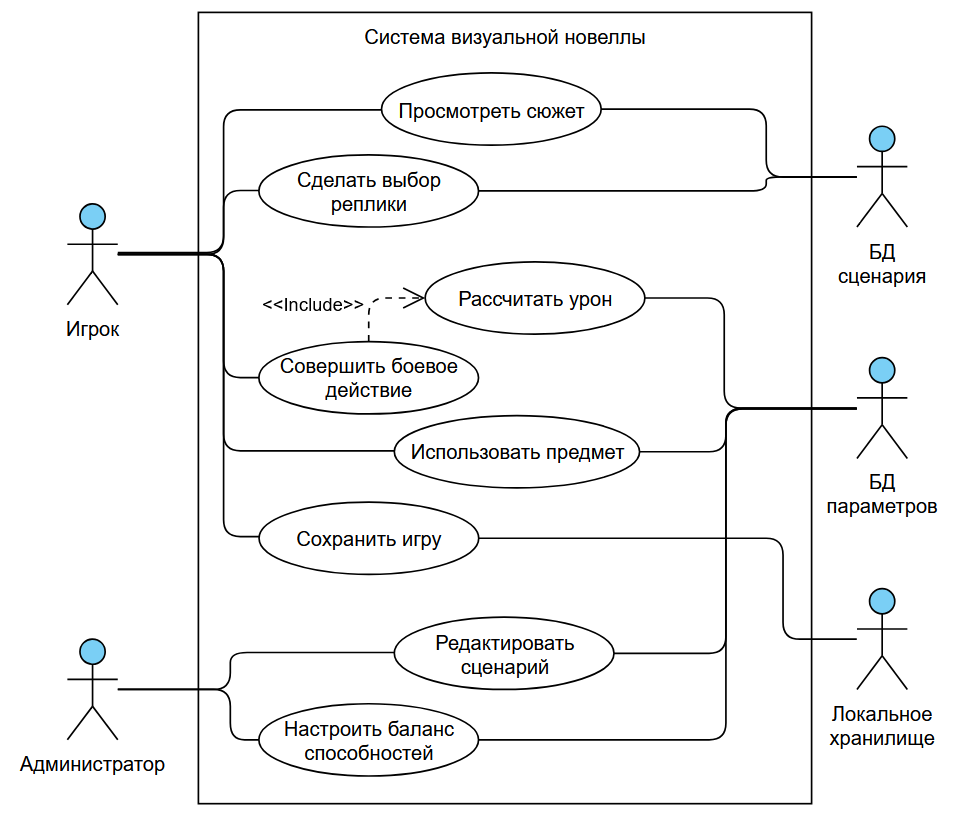 Система визуальной новеллы
Просмотреть сюжет
Сделать выбор
реплики
Игрок
БД
сценария
<<Include>>
Рассчитать урон
Совершить боевое
действие
Использовать предмет
БД
параметров
Сохранить игру
Редактировать
сценарий
Настроить баланс
способностей
Администратор
Локальное
хранилище